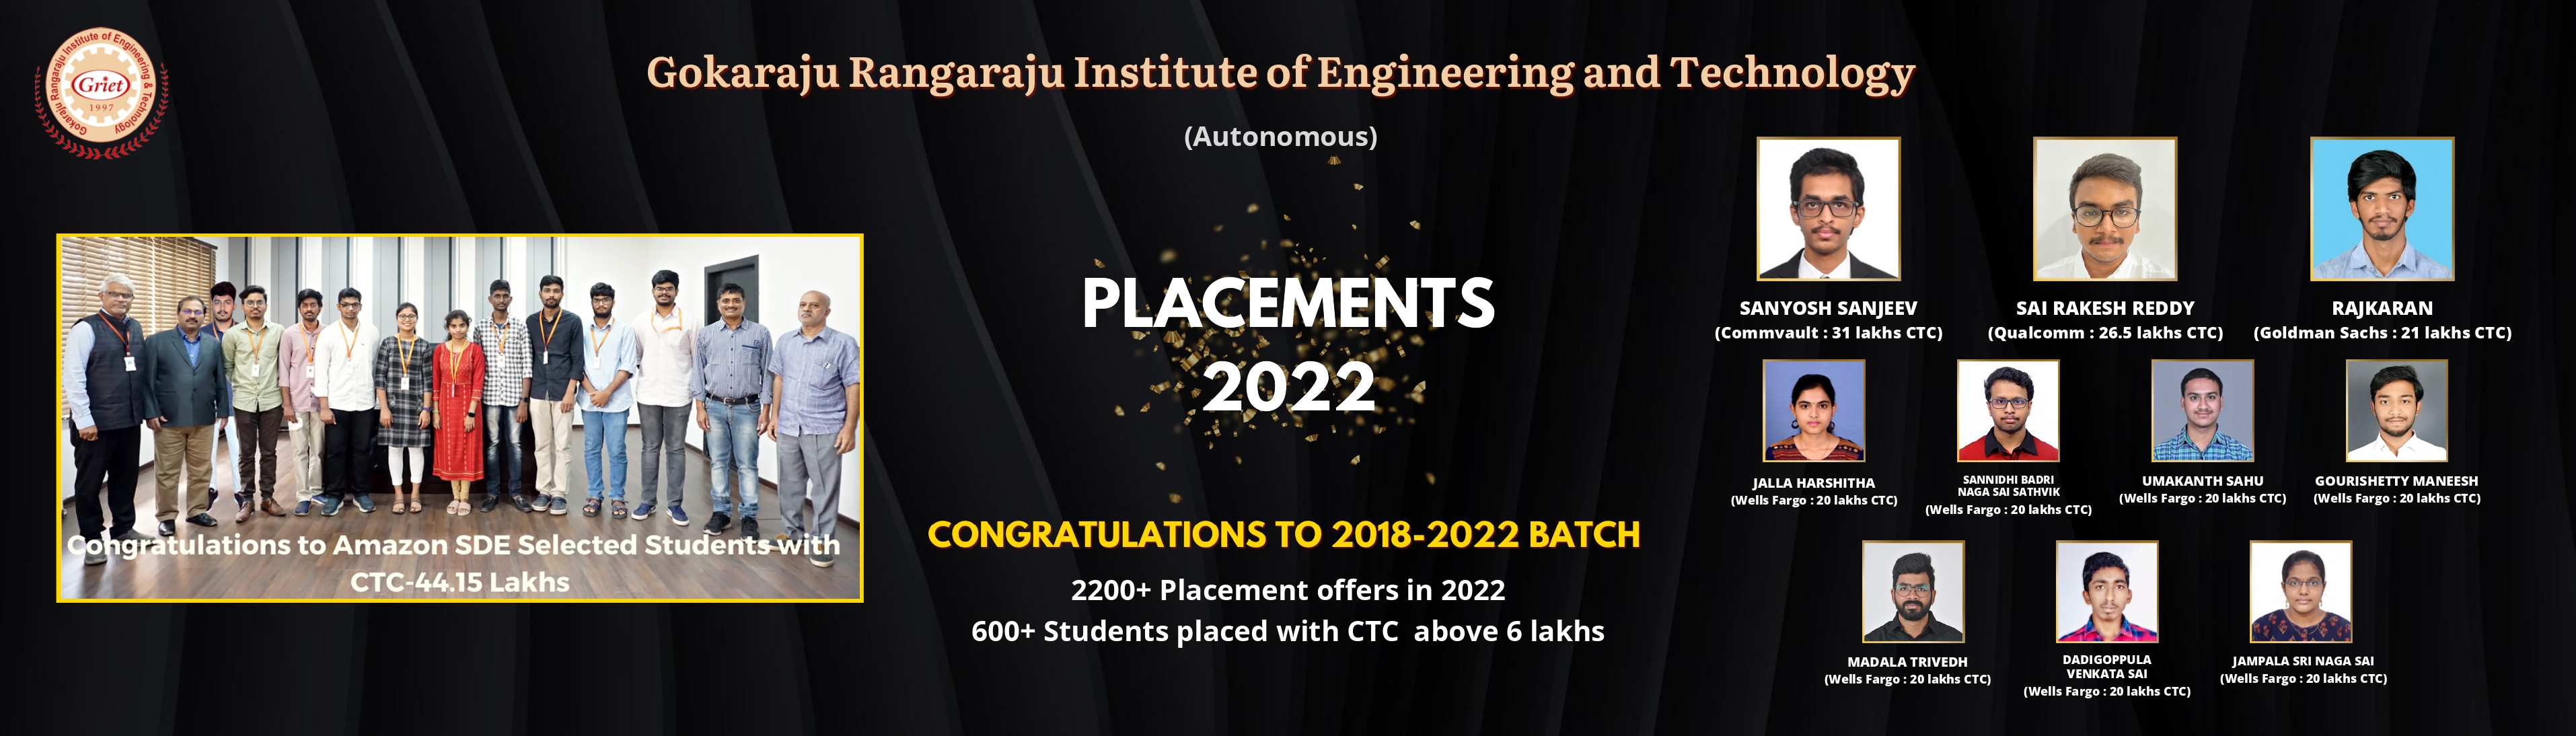 Gokaraju Rangaraju Institute of Engineering & Technology
Griet
1997
Gokaraju Rangaraju Institute of Engineering and Technology
(Autonomous)
Congratulations to Amazon SDE Selected Students with
CTC-44.15 Lakhs
PLACEMENTS
2022
CONGRATULATIONS TO 2018-2022 BATCH
2200+ Placement offers in 2022
600+ Students placed with CTC above 6 lakhs
SANYOSH SANJEEV
(Commvault : 31 lakhs CTC)
SAI RAKESH REDDY
(Qualcomm : 26.5 lakhs CTC)
RAJKARAN
(Goldman Sachs : 21 lakhs CTC)
JALLA HARSHITHA
(Wells Fargo : 20 lakhs CTC)
SANNIDHI BADRI
NAGA SAI SATHVIK
(Wells Fargo : 20 lakhs CTC)
UMAKANTH SAHU
(Wells Fargo : 20 lakhs CTC)
GOURISHETTY MANEESH
(Wells Fargo : 20 lakhs CTC)
MADALA TRIVEDH
(Wells Fargo : 20 lakhs CTC)
DADIGOPPULA
VENKATA SAI
(Wells Fargo : 20 lakhs CTC)
JAMPALA SRI NAGA SAI
(Wells Fargo : 20 lakhs CTC)